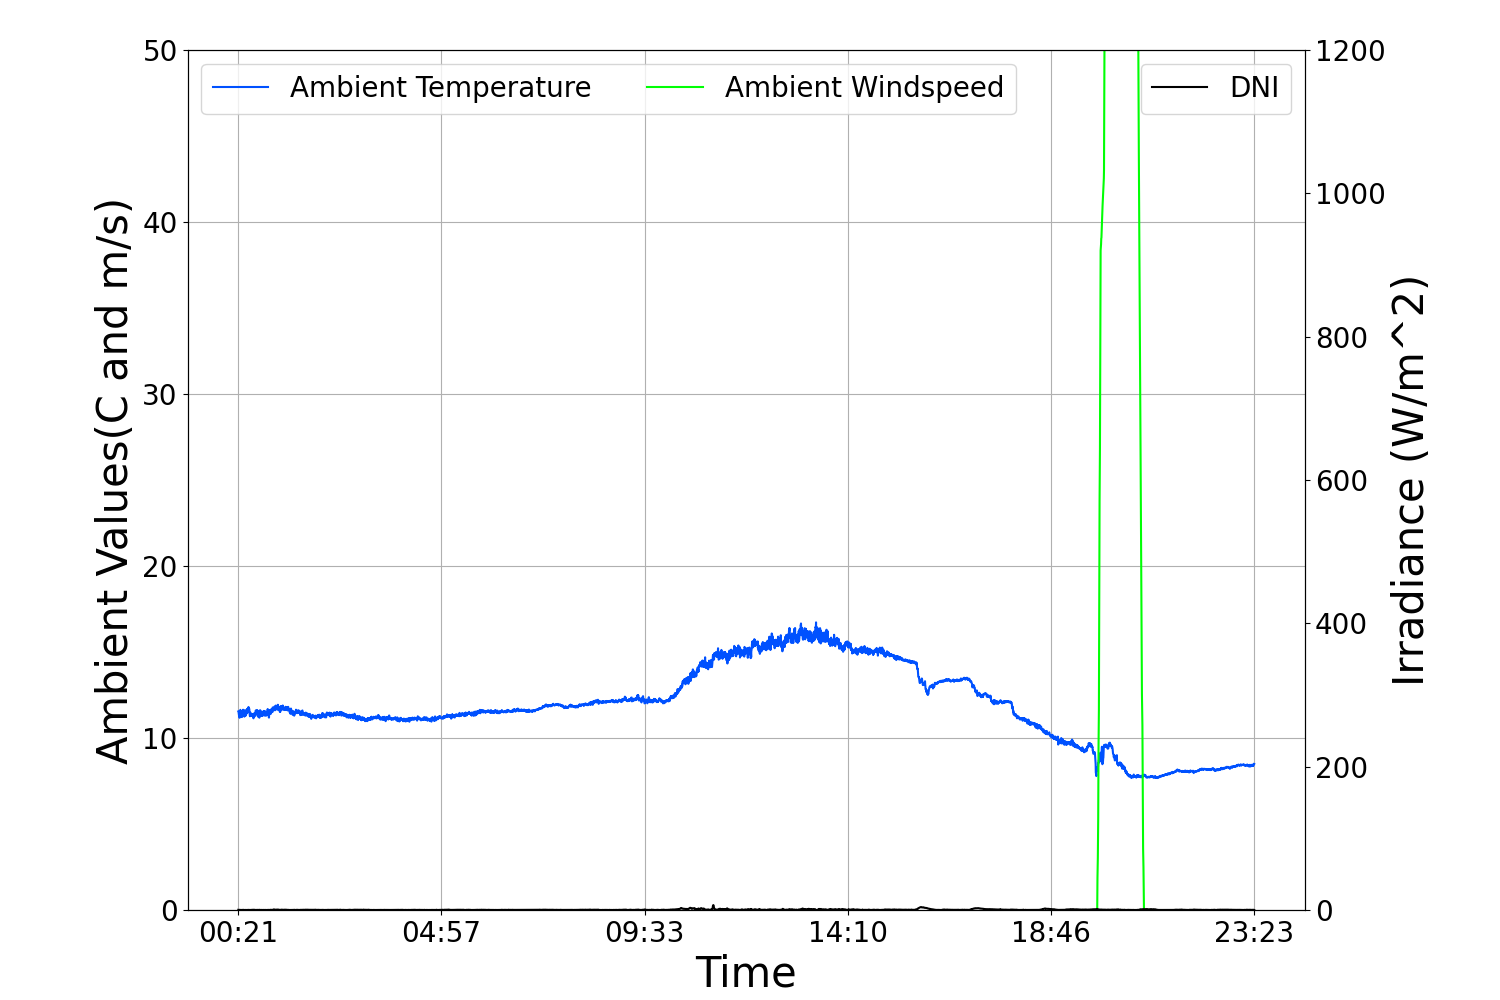 Ambient Temperature
Ambient Windspeed
DNI
Ambient Values(C and m/s)
50
40
30
20
10
0
1200
1000
800
600
400
200
0
Irradiance (W/m^2)
00:21 04:57 09:33 14:10 18:46 23:23
Time